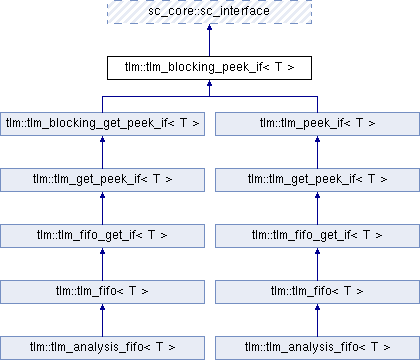 sc_core::sc_interface
tlm::tlm_blocking_peek_if< T >
tlm::tlm_blocking_get_peek_if< T >
tlm::tlm_peek_if< T >
tlm::tlm_get_peek_if< T >
tlm::tlm_get_peek_if< T >
tlm::tlm_fifo_get_if< T >
tlm::tlm_fifo_get_if< T >
tlm::tlm_fifo< T >
tlm::tlm_fifo< T >
tlm::tlm_analysis_fifo< T >
tlm::tlm_analysis_fifo< T >